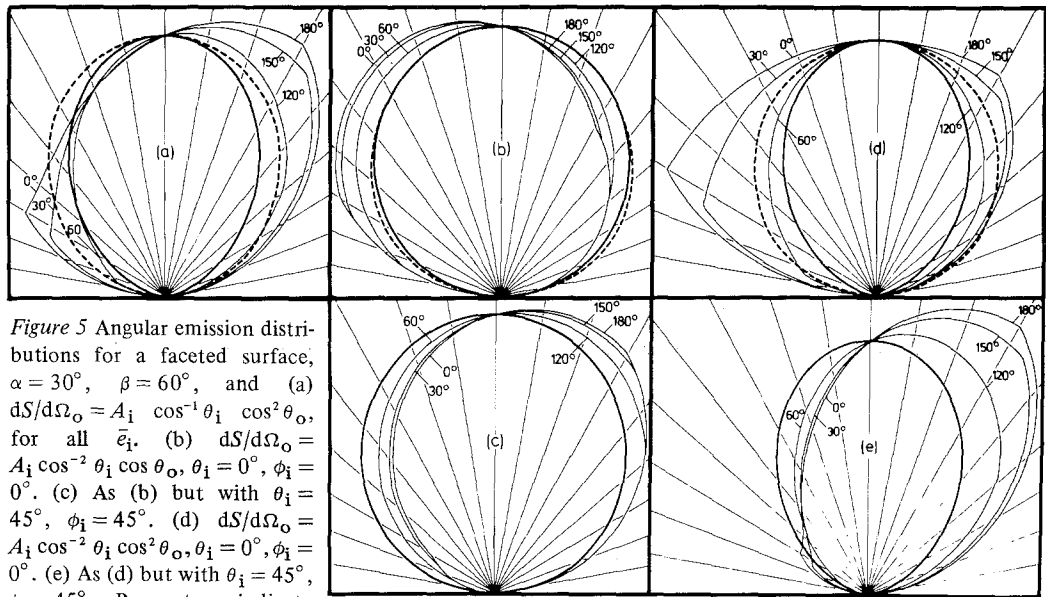 180°
150°
120°
(a)
0°
30°
60
60°
30°
0°
180°
150°
120°
(b)
0°
30°
180°
150°
60°
120°
(d)
Figure 5 Angular emission distri-
butions for a faceted surface,
α = 30°, β = 60°, and (a)
dS/dΩₒ = Aᵢ cos⁻¹ θᵢ cos² θₒ,
for all ēᵢ. (b) dS/dΩₒ =
Aᵢ cos⁻² θᵢ cos θₒ, θᵢ = 0°, ϕᵢ =
0°. (c) As (b) but with θᵢ =
45°, ϕᵢ = 45°. (d) dS/dΩₒ =
Aᵢ cos⁻² θᵢ cos² θₒ, θᵢ = 0°, ϕᵢ =
0°. (e) As (d) but with θᵢ = 45°,
60°
0°
30°
150°
180°
120°
(c)
180°
150°
120°
60°
0°
30°
(e)